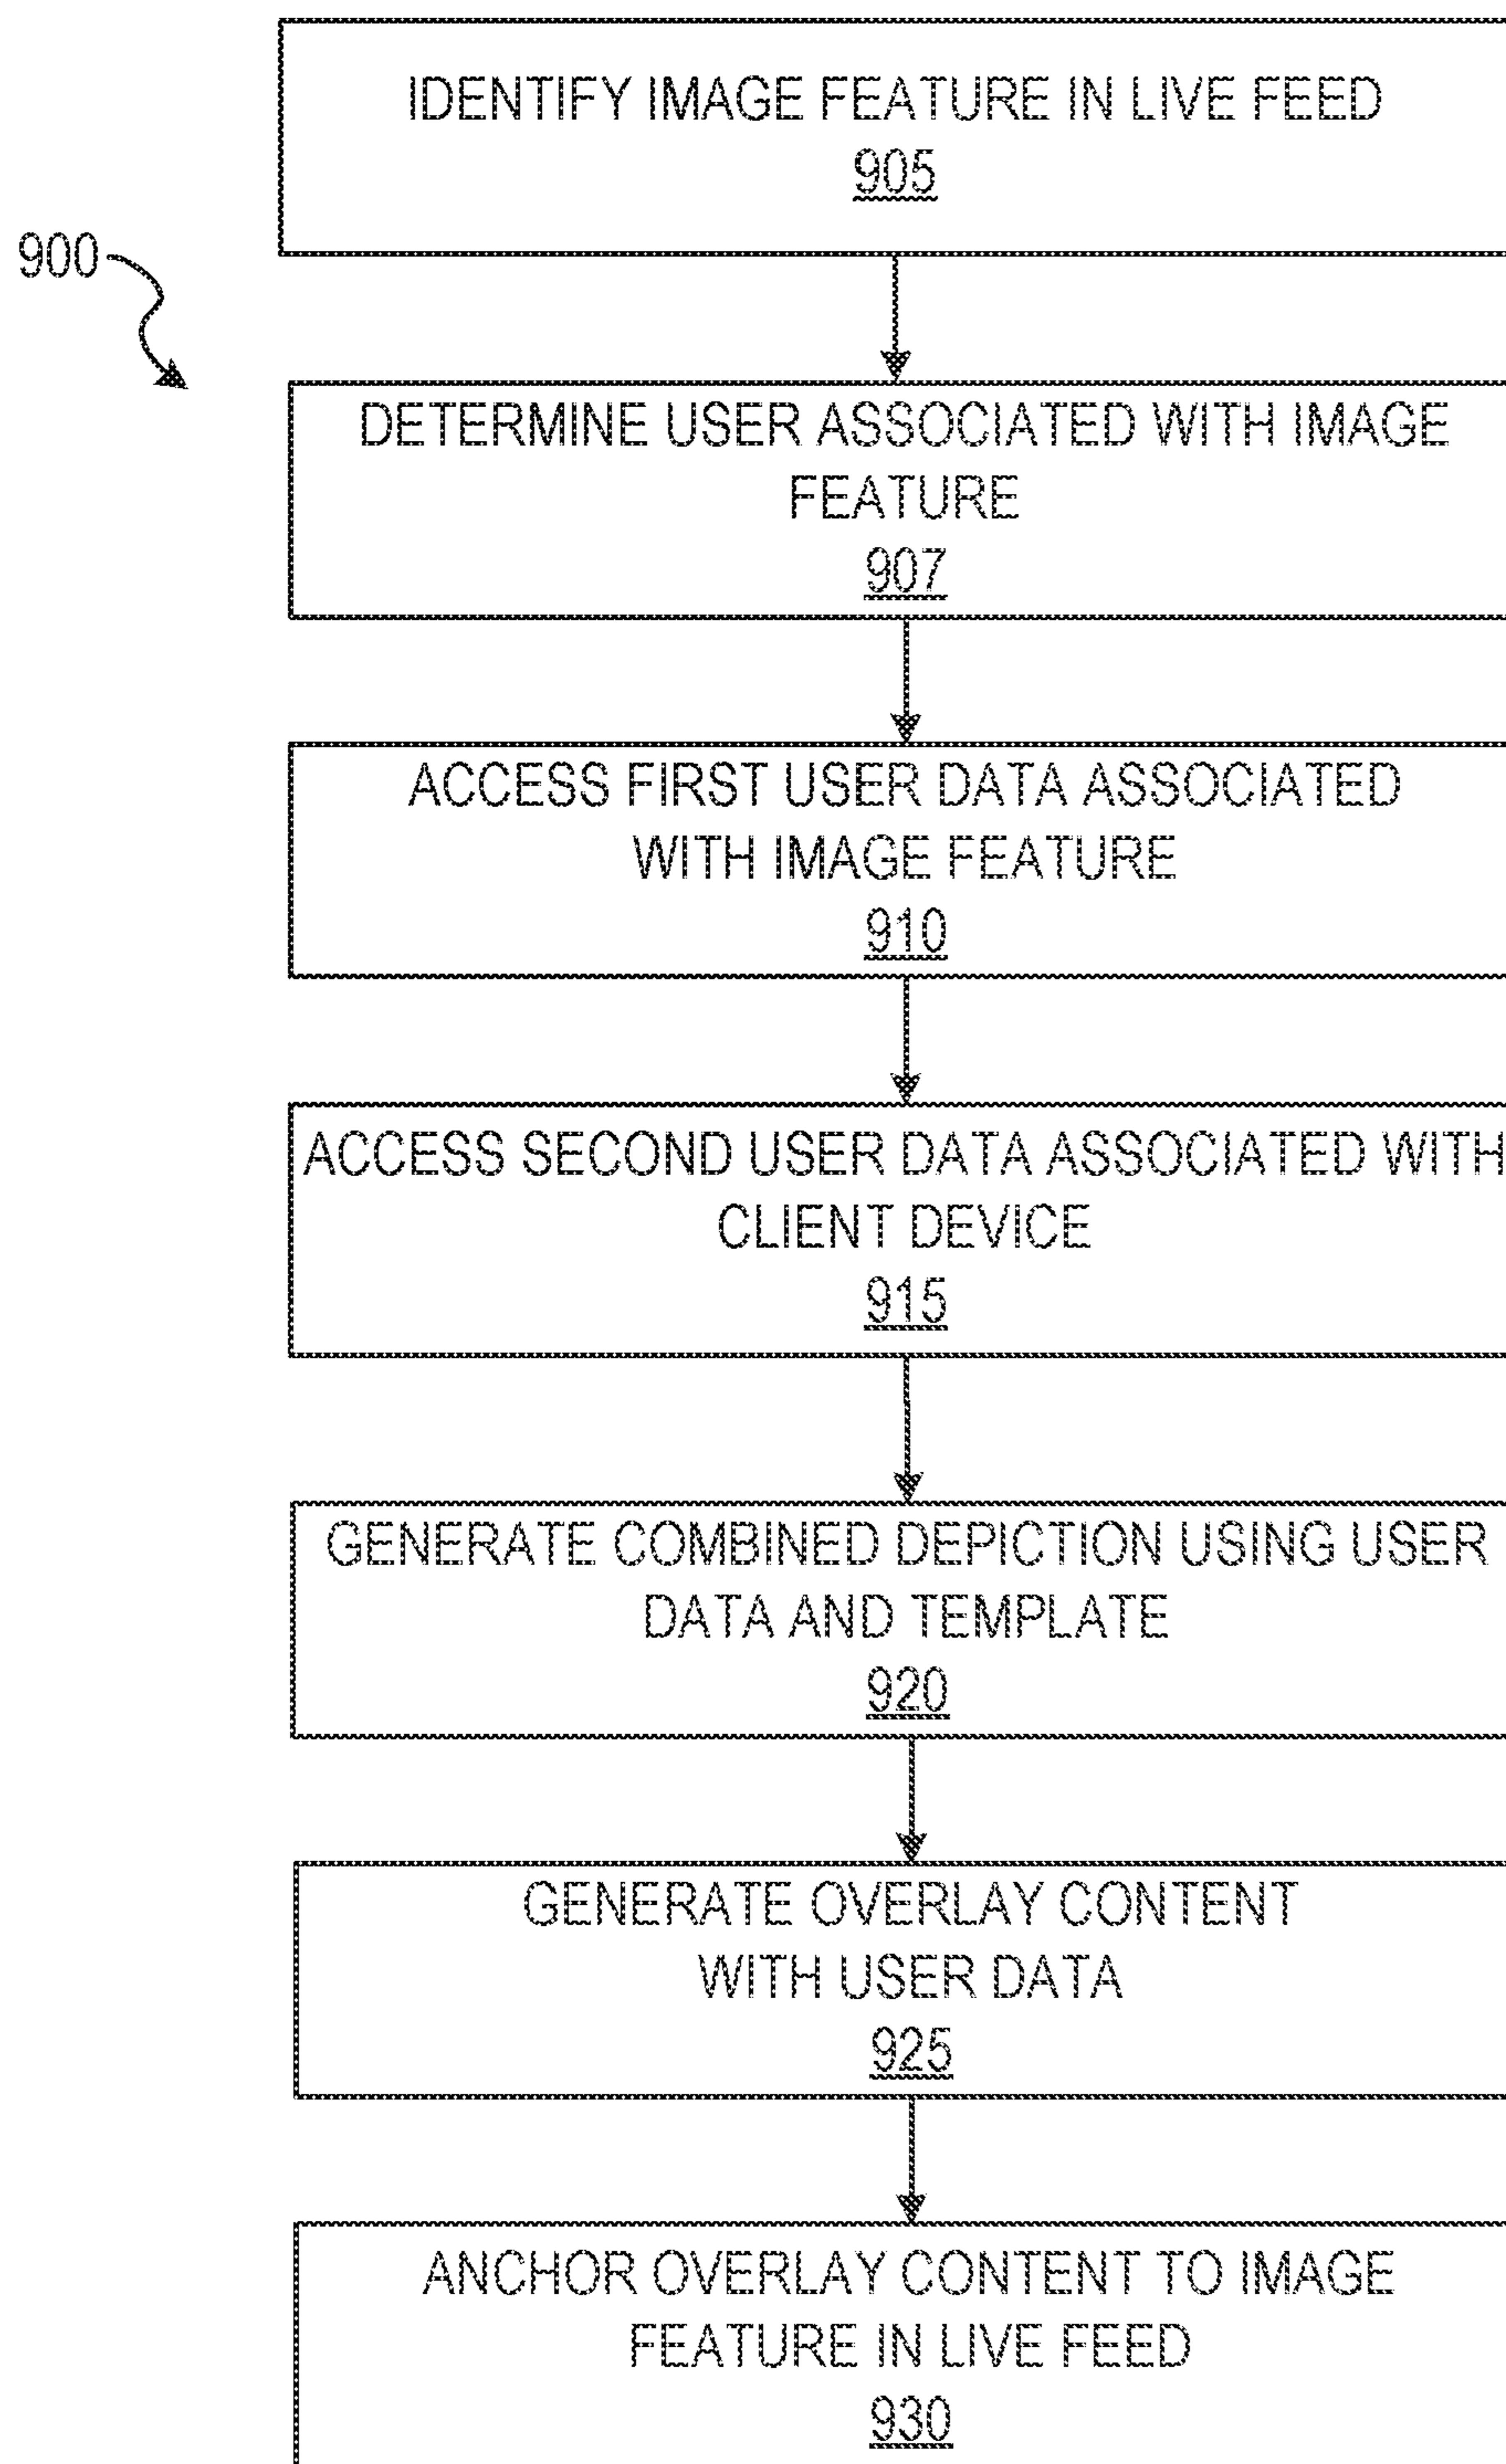 IDENTIFY IMAGE FEATURE IN LIVE FEED
905
900
DETERMINE USER ASSOCIATED WITH IMAGE
FEATURE
907
ACCESS FIRST USER DATA ASSOCIATED
WITH IMAGE FEATURE
910
ACCESS SECOND USER DATA ASSOCIATED WITH
CLIENT DEVICE
915
GENERATE COMBINED DEPICTION USING USER
DATA AND TEMPLATE
920
GENERATE OVERLAY CONTENT
WITH USER DATA
925
ANCHOR OVERLAY CONTENT TO IMAGE
FEATURE IN LIVE FEED
930